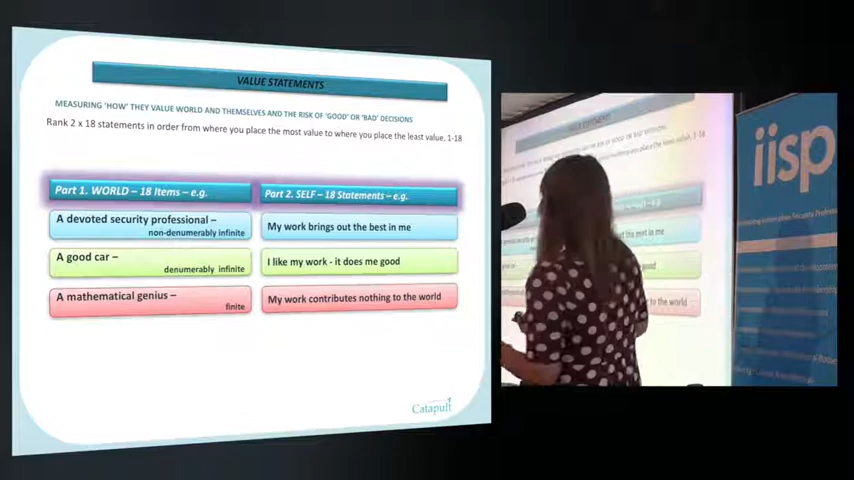 VALUE STATEMENTS
MEASURING 'HOW' THEY VALUE WORLD AND THEMSELVES AND THE RISK OF 'GOOD' OR 'BAD' DECISIONS
Rank 2 x 18 statements in order from where you place the most value to where you place the least value, 1-18
Part 1. WORLD – 18 Items – e.g.
Part 2. SELF – 18 Statements – e.g.
A devoted security professional –
non-denumerably infinite
My work brings out the best in me
A good car –
denumerably infinite
I like my work - it does me good
A mathematical genius –
finite
My work contributes nothing to the world
Catapult
iisp
to the world